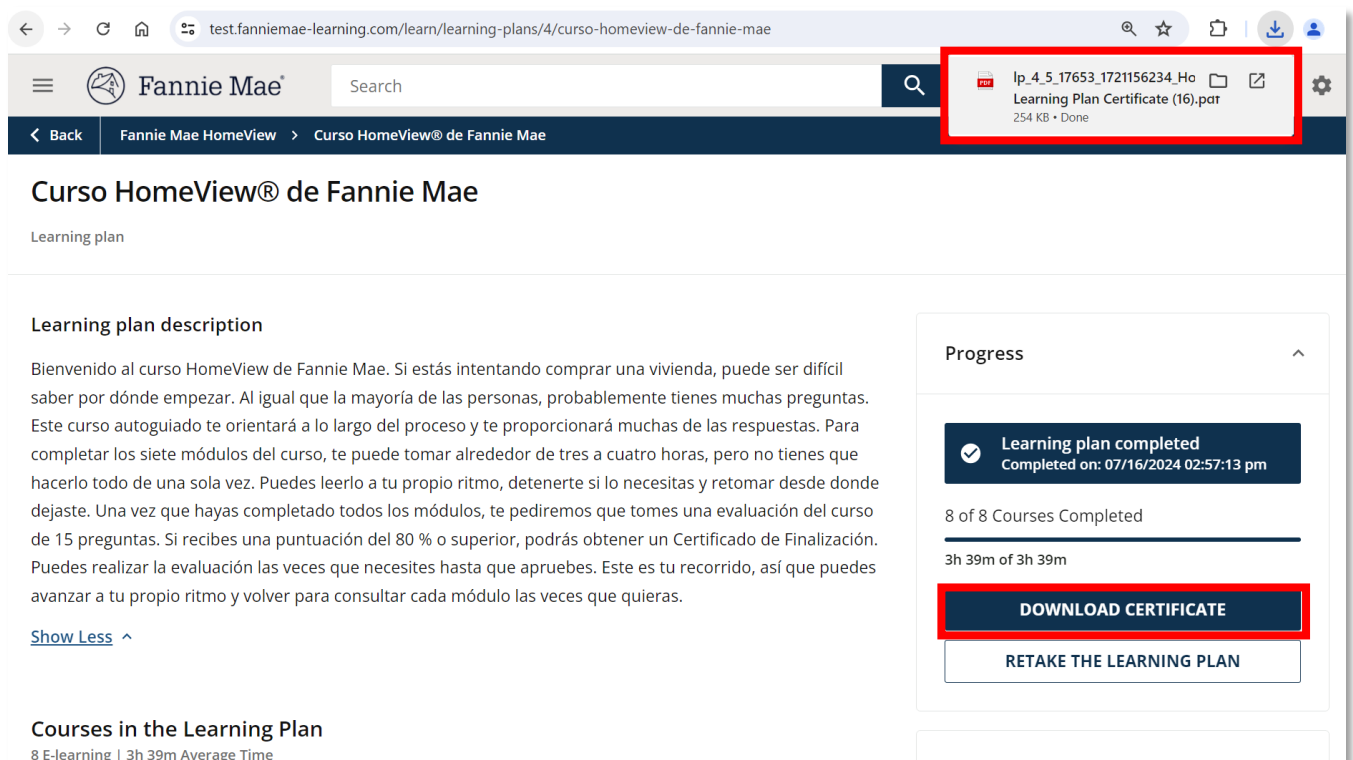 test.fanniemae-learning.com/learn/learning-plans/4/curso-homeview-de-fannie-mae
Fannie Mae®
Search
PDF
lp_4_5_17653_1721156234_Ho
Learning Plan Certificate (16).pdf
254 KB • Done
Back
Fannie Mae HomeView > Curso HomeView® de Fannie Mae
Curso HomeView® de Fannie Mae
Learning plan
Learning plan description
Bienvenido al curso HomeView de Fannie Mae. Si estás intentando comprar una vivienda, puede ser difícil
saber por dónde empezar. Al igual que la mayoría de las personas, probablemente tienes muchas preguntas.
Este curso autoguiado te orientará a lo largo del proceso y te proporcionará muchas de las respuestas. Para
completar los siete módulos del curso, te puede tomar alrededor de tres a cuatro horas, pero no tienes que
hacerlo todo de una sola vez. Puedes leerlo a tu propio ritmo, detenerte si lo necesitas y retomar desde donde
dejaste. Una vez que hayas completado todos los módulos, te pediremos que tomes una evaluación del curso
de 15 preguntas. Si recibes una puntuación del 80 % o superior, podrás obtener un Certificado de Finalización.
Puedes realizar la evaluación las veces que necesites hasta que apruebes. Este es tu recorrido, así que puedes
avanzar a tu propio ritmo y volver para consultar cada módulo las veces que quieras.
Show Less
Progress
Learning plan completed
Completed on: 07/16/2024 02:57:13 pm
8 of 8 Courses Completed
3h 39m of 3h 39m
DOWNLOAD CERTIFICATE
RETAKE THE LEARNING PLAN
Courses in the Learning Plan
8 E-learning | 3h 39m Average Time